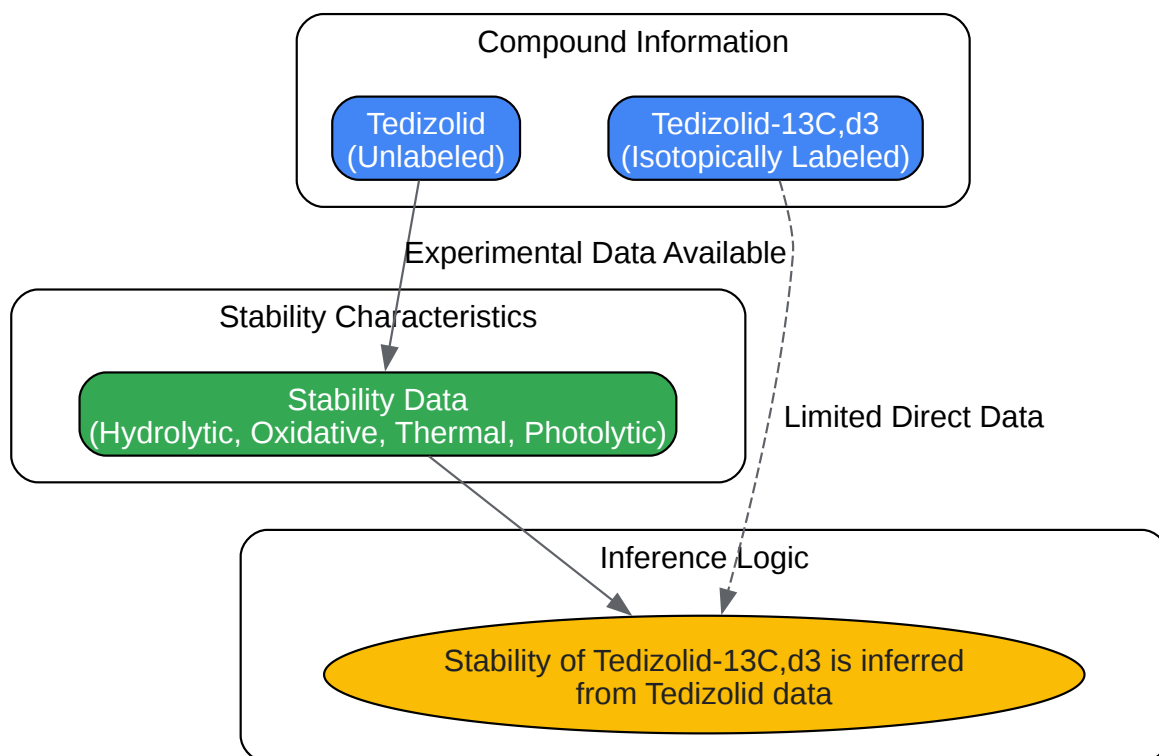 Compound Information
Tedizolid
(Unlabeled)
Tedizolid-13C,d3
(Isotopically Labeled)
Experimental Data Available
Stability Characteristics
Stability Data
(Hydrolytic, Oxidative, Thermal, Photolytic)
Limited Direct Data
Inference Logic
Stability of Tedizolid-13C,d3 is inferred
from Tedizolid data